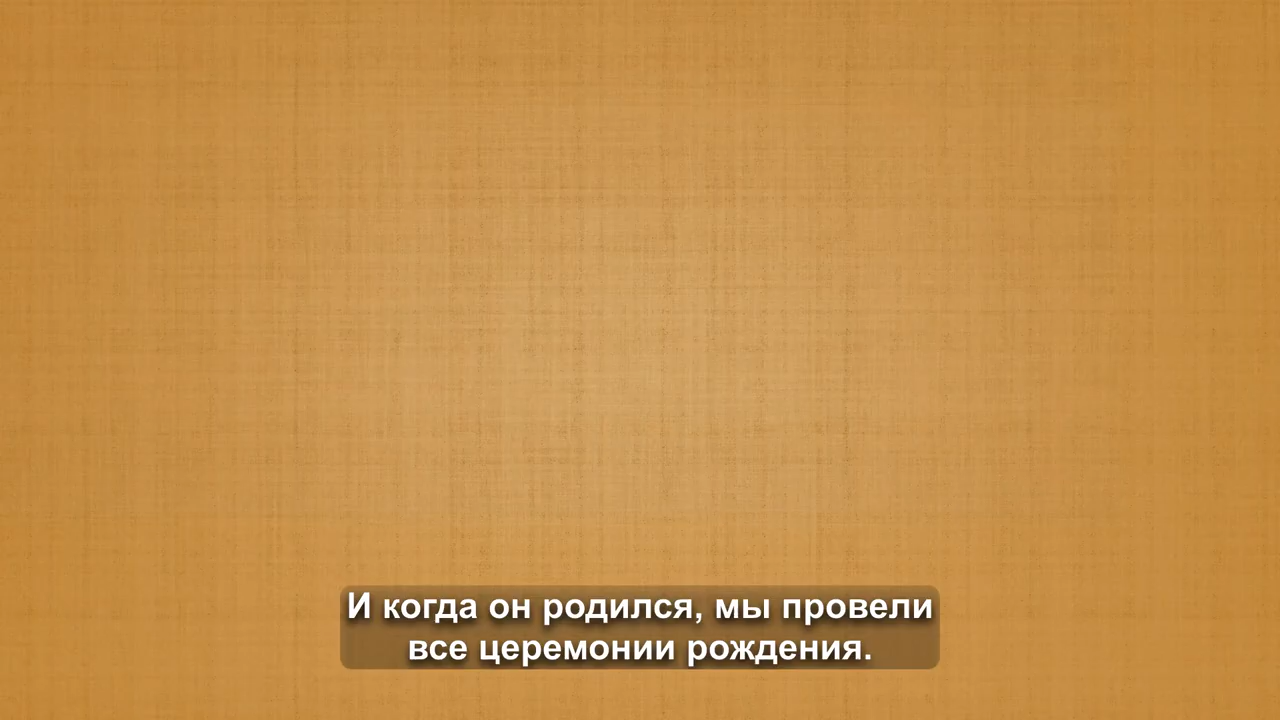 И когда он родился, мы провели
все церемонии рождения.